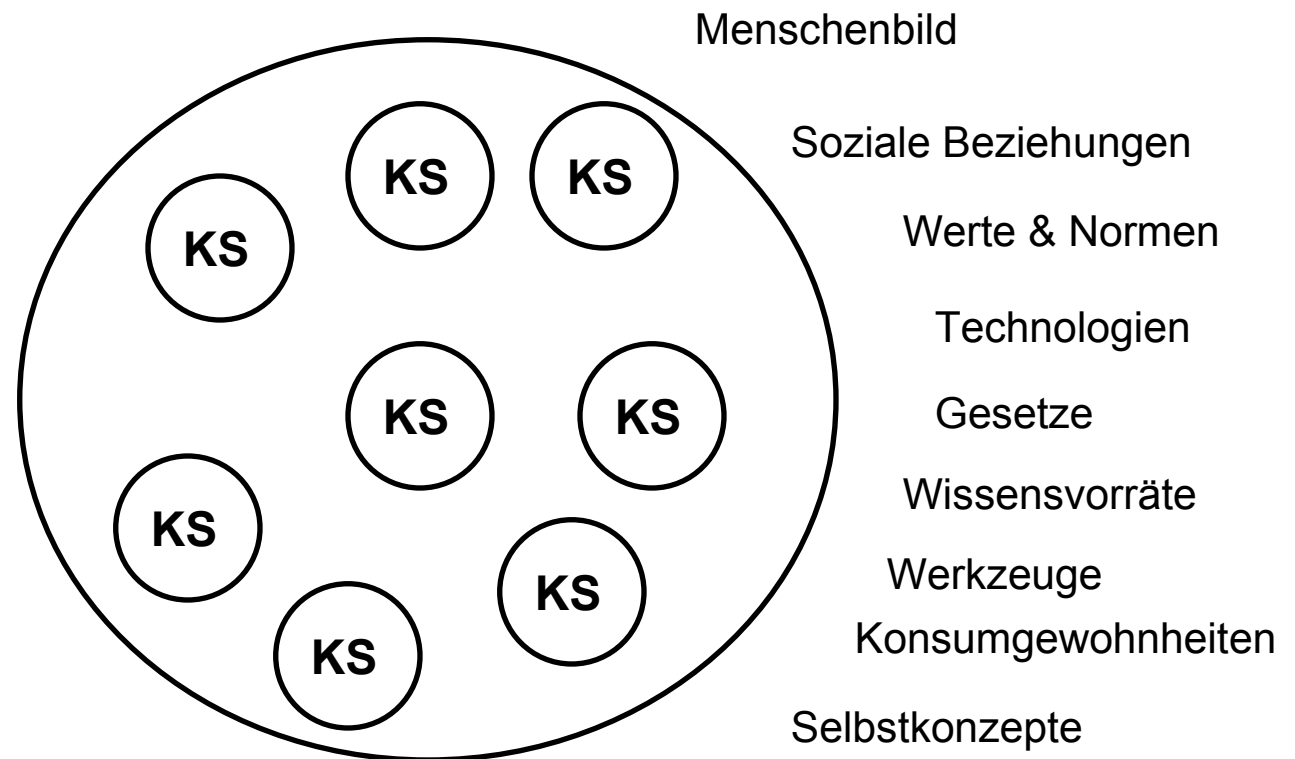 Menschenbild
Soziale Beziehungen
KS
KS
KS
Werte & Normen
Technologien
KS
KS
Gesetze
Wissensvorräte
KS
Werkzeuge
KS
Konsumgewohnheiten
KS
Selbstkonzepte